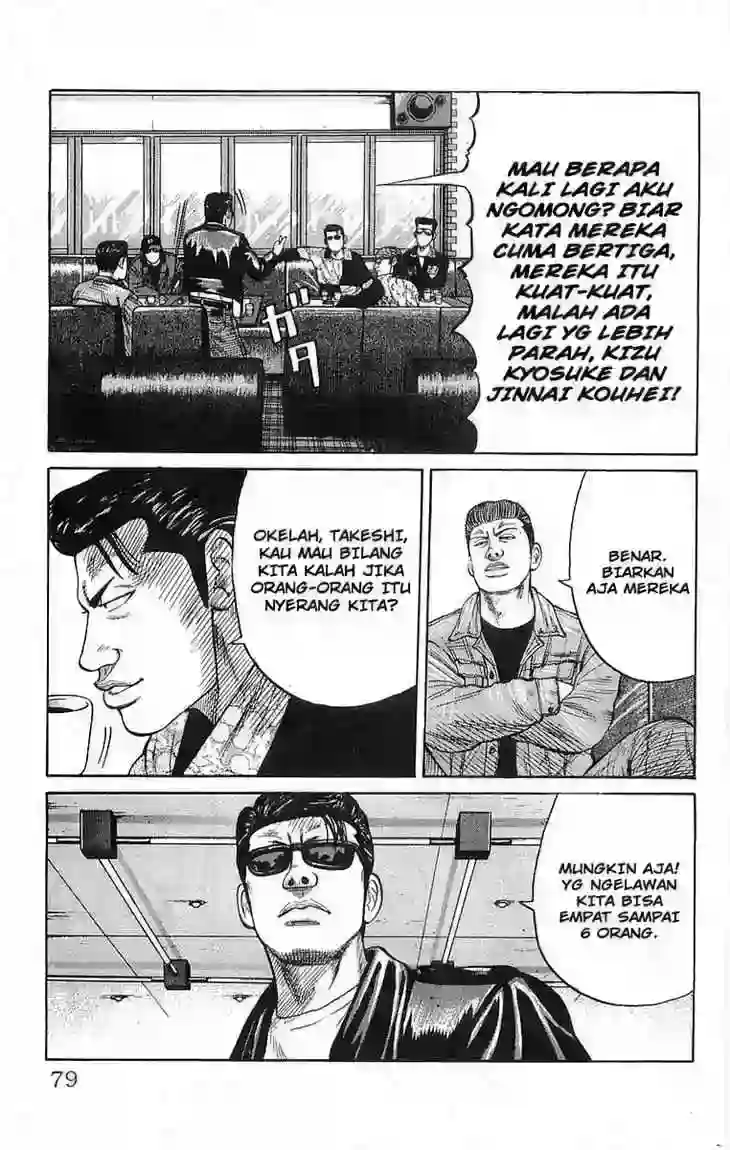 MAU BERAPA
KALI LAGI AKU
NGOMONG? BIAR
KATA MEREKA
CUMA BERTIGA,
MEREKA ITU
KUAT-KUAT,
MALAH ADA
LAGI YG LEBIH
PARAH, KIZU
KYOSUKE DAN
JINNAI KOUHEI!
ガタ
BENAR.
BIARKAN
AJA MEREKA
OKELAH, TAKESHI,
KAU MAU BILANG
KITA KALAH JIKA
ORANG-ORANG ITU
NYERANG KITA?
MUNGKIN AJA!
YG NGELAWAN
KITA BISA
EMPAT SAMPAI
6 ORANG.
79